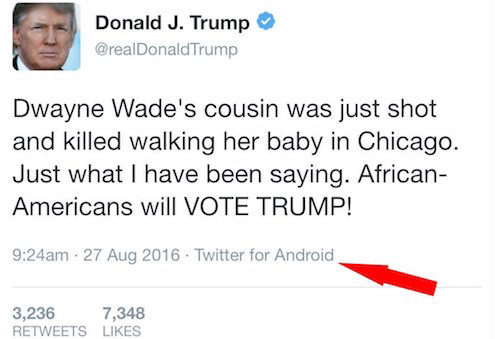 Donald J. Trump
@realDonaldTrump
Dwayne Wade's cousin was just shot
and killed walking her baby in Chicago.
Just what I have been saying. African-
Americans will VOTE TRUMP!
9:24am · 27 Aug 2016 · Twitter for Android
3,236 7,348
RETWEETS LIKES